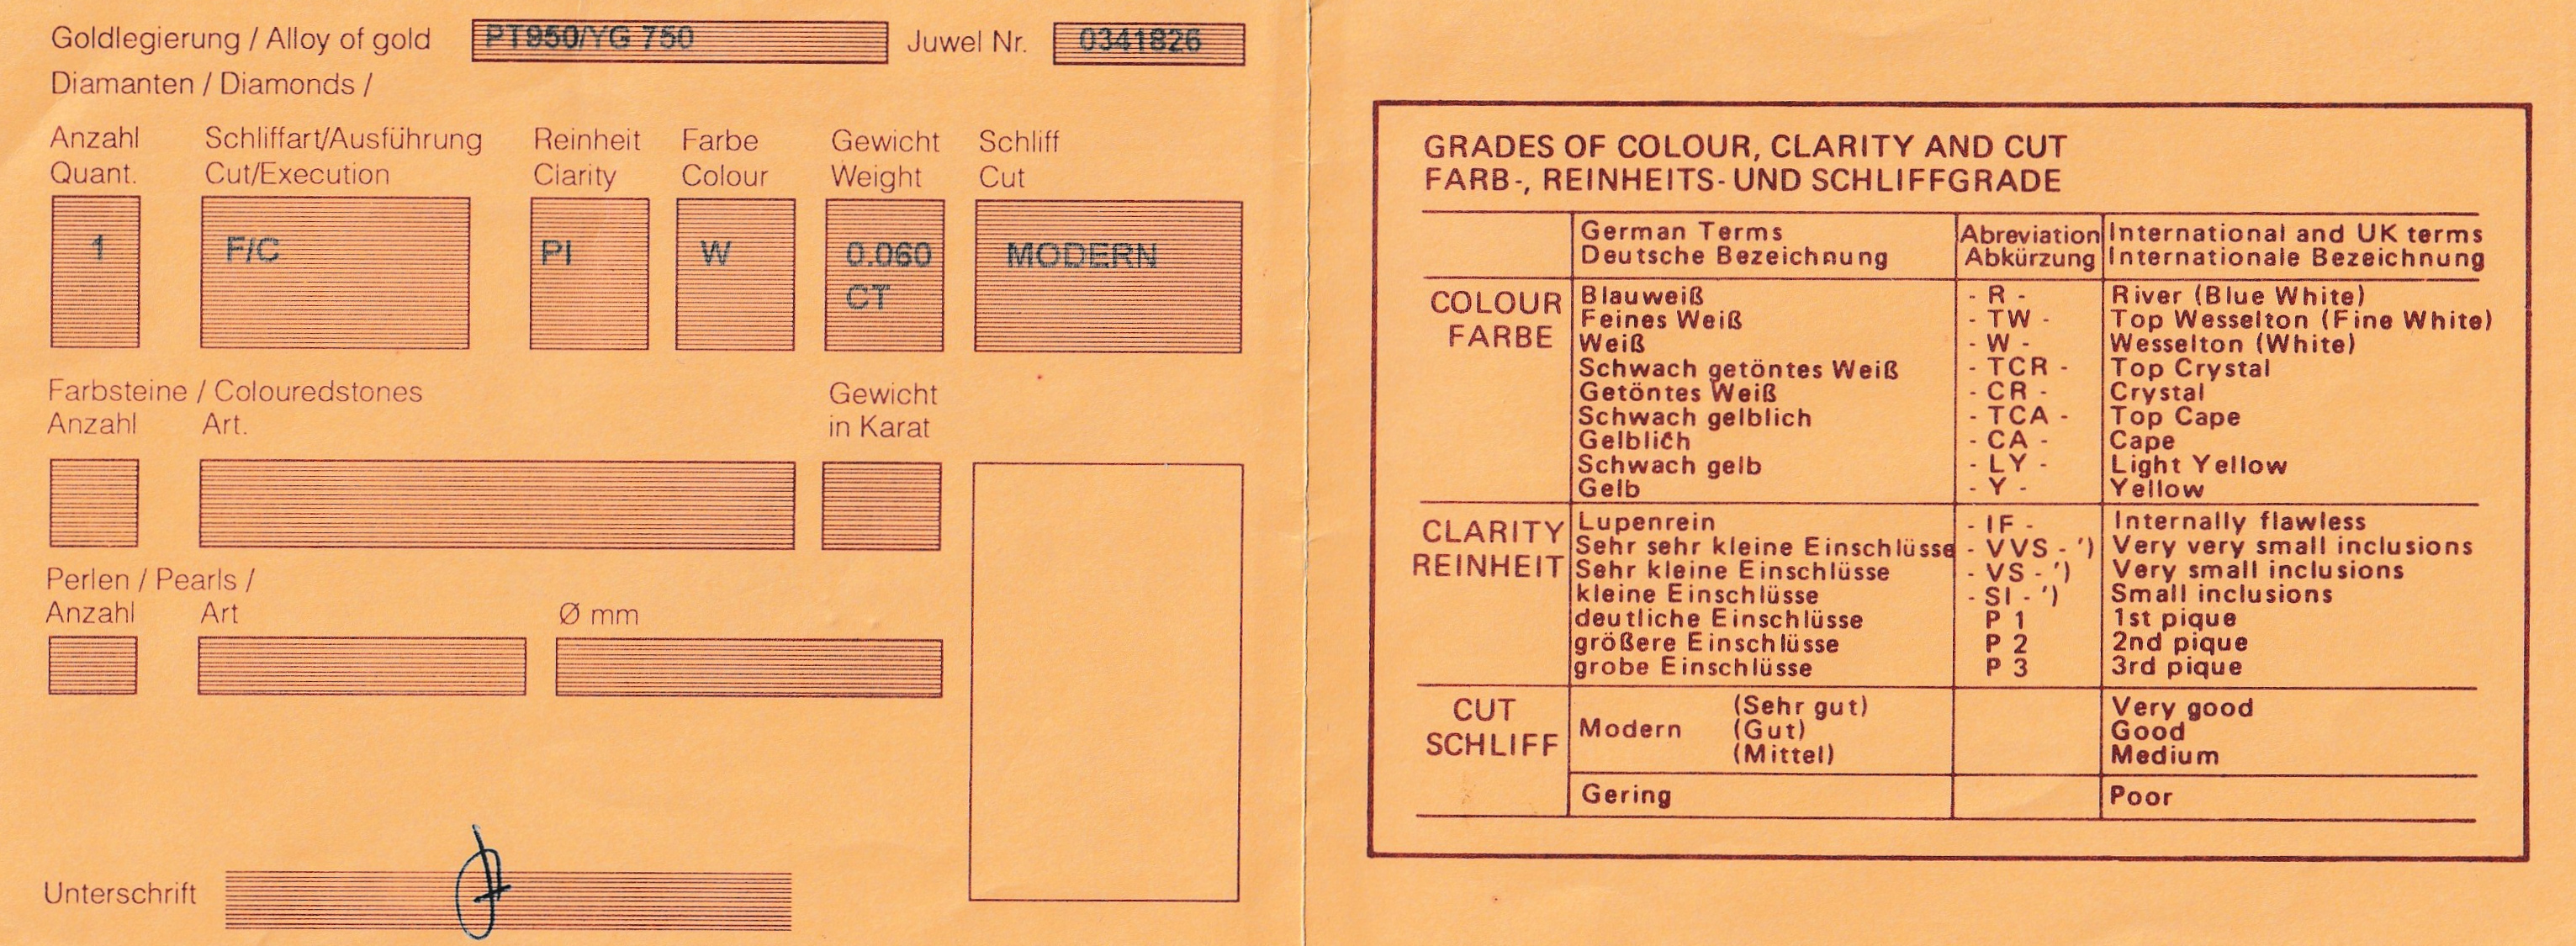 Goldlegierung / Alloy of gold PT950/YG 750 Juwel Nr. 0341826
Diamanten / Diamonds /
Anzahl Schliffart/Ausführung Reinheit Farbe Gewicht Schliff
Quant. Cut/Execution Clarity Colour Weight Cut
1 F/C PI W 0.060 MODERN
CT
Farbsteine / Colouredstones Gewicht
Anzahl Art. in Karat
Perlen / Pearls /
Anzahl Art Ø mm
Unterschrift
GRADES OF COLOUR, CLARITY AND CUT
FARB-, REINHEITS- UND SCHLIFFGRADE
German Terms Abreviation International and UK terms
Deutsche Bezeichnung Abkürzung Internationale Bezeichnung
COLOUR
FARBE
Blauweiß - R - River (Blue White)
Feines Weiß - TW - Top Wesselton (Fine White)
Weiß - W - Wesselton (White)
Schwach getöntes Weiß - TCR - Top Crystal
Getöntes Weiß - CR - Crystal
Schwach gelblich - TCA - Top Cape
Gelblich - CA - Cape
Schwach gelb - LY - Light Yellow
Gelb - Y - Yellow
CLARITY
REINHEIT
Lupenrein - IF - Internally flawless
Sehr sehr kleine Einschlüsse - VVS - ') Very very small inclusions
Sehr kleine Einschlüsse - VS - ') Very small inclusions
kleine Einschlüsse - SI - ') Small inclusions
deutliche Einschlüsse P 1 1st pique
größere Einschlüsse P 2 2nd pique
grobe Einschlüsse P 3 3rd pique
CUT
SCHLIFF
(Sehr gut) Very good
Modern (Gut) Good
(Mittel) Medium
Gering Poor